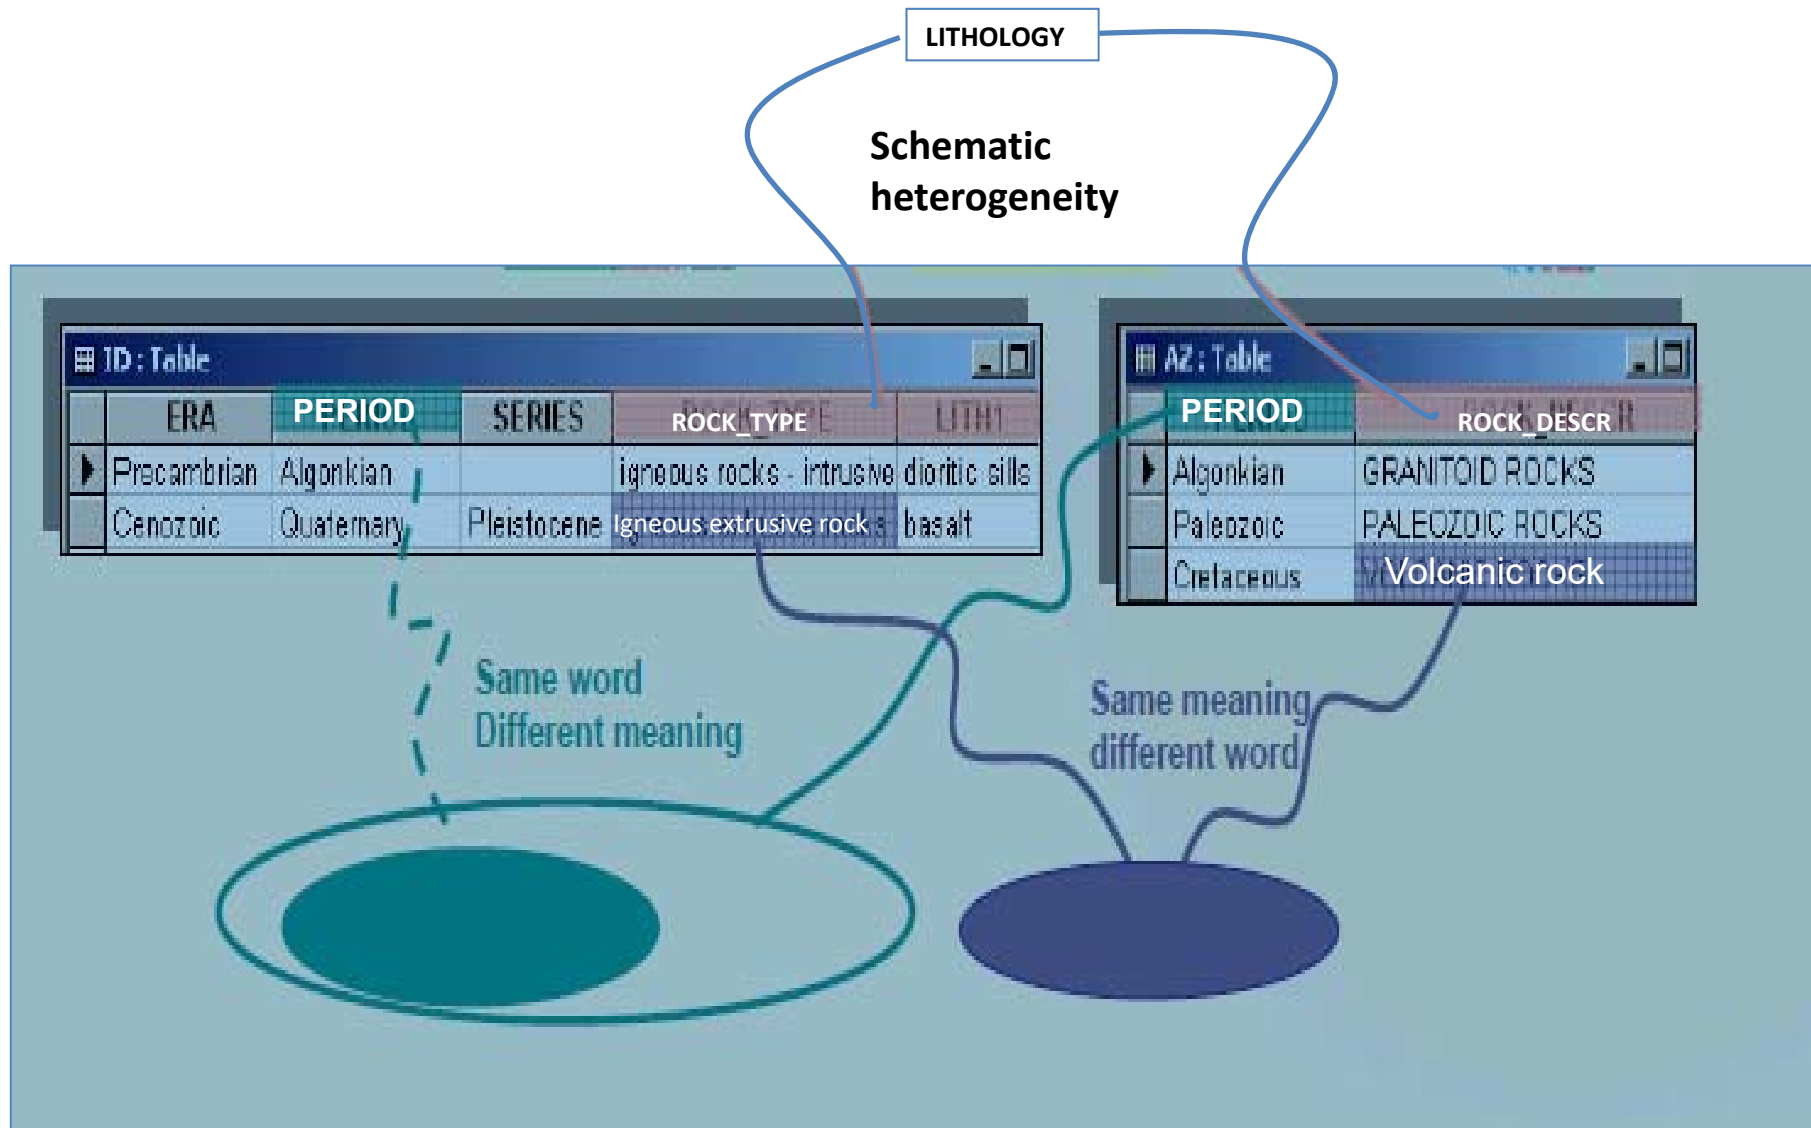 LITHOLOGY
Schematic
heterogeneity
ID : Table
ERA PERIOD SERIES ROCK_TYPE LITH1
Precambrian Algonkian igneous rocks - intrusive dioritic sills
Cenozoic Quaternary Pleistocene Igneous extrusive rock basalt
AZ : Table
PERIOD ROCK_DESCR
Algonkian GRANITOID ROCKS
Paleozoic PALEOZOIC ROCKS
Cretaceous Volcanic rock
Same word
Different meaning
Same meaning
different word